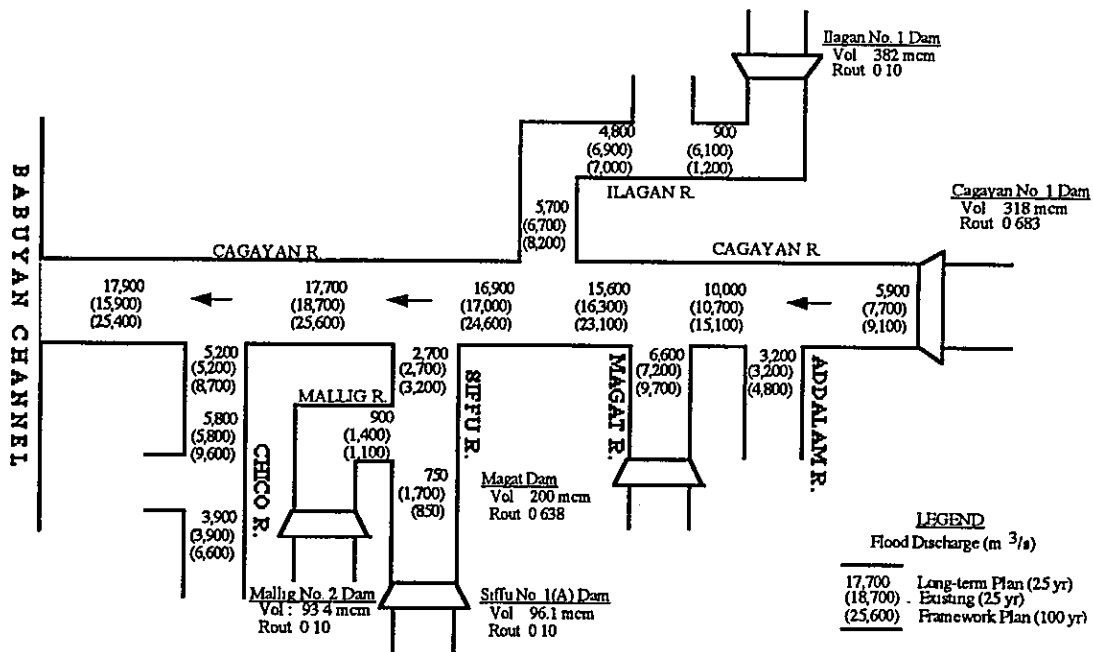 Ilagan No. 1 Dam
Vol 382 mcm
Rout 0 10
4,800
(6,900)
(7,000)
900
(6,100)
(1,200)
ILAGAN R.
5,700
(6,700)
(8,200)
Cagayan No. 1 Dam
Vol 318 mcm
Rout 0 683
BABUYAN CHANNEL
CAGAYAN R.
CAGAYAN R
17,900
(15,900)
(25,400)
17,700
(18,700)
(25,600)
16,900
(17,000)
(24,600)
15,600
(16,300)
(23,100)
10,000
(10,700)
(15,100)
5,900
(7,700)
(9,100)
5,200
(5,200)
(8,700)
2,700
(2,700)
(3,200)
6,600
(7,200)
(9,700)
3,200
(3,200)
(4,800)
MALLIG R.
SIFFU R.
MAGAT R.
ADDALAM R.
5,800
(5,800)
(9,600)
CHICO R.
900
(1,400)
(1,100)
750
(1,700)
(850)
Magat Dam
Vol 200 mcm
Rout 0 638
3,900
(3,900)
(6,600)
Mallig No. 2 Dam
Vol : 93 4 mcm
Rout 0 10
Siffu No 1(A) Dam
Vol 96.1 mcm
Rout 0 10
LEGEND
Flood Discharge (m 3/s)
17,700 Long-term Plan (25 yr)
(18,700) . Existing (25 yr)
(25,600) Framework Plan (100 yr)